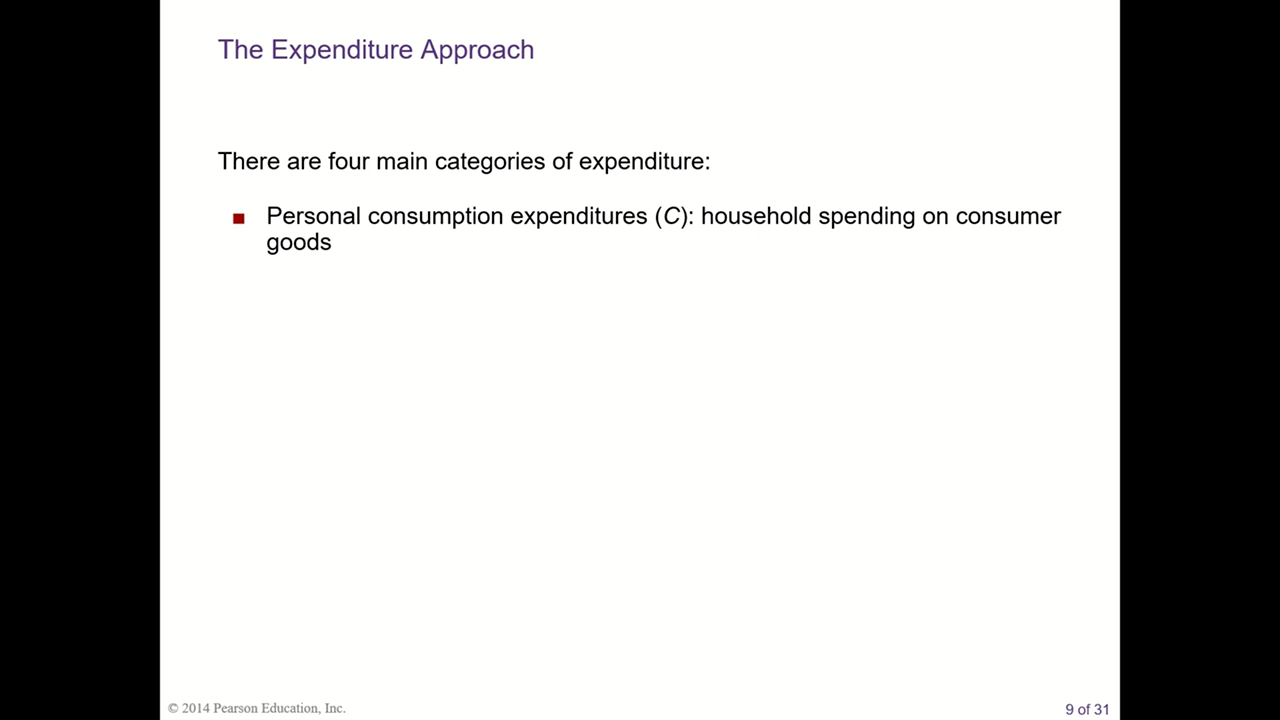 The Expenditure Approach
There are four main categories of expenditure:
■ Personal consumption expenditures (C): household spending on consumer
goods
© 2014 Pearson Education, Inc.
9 of 31